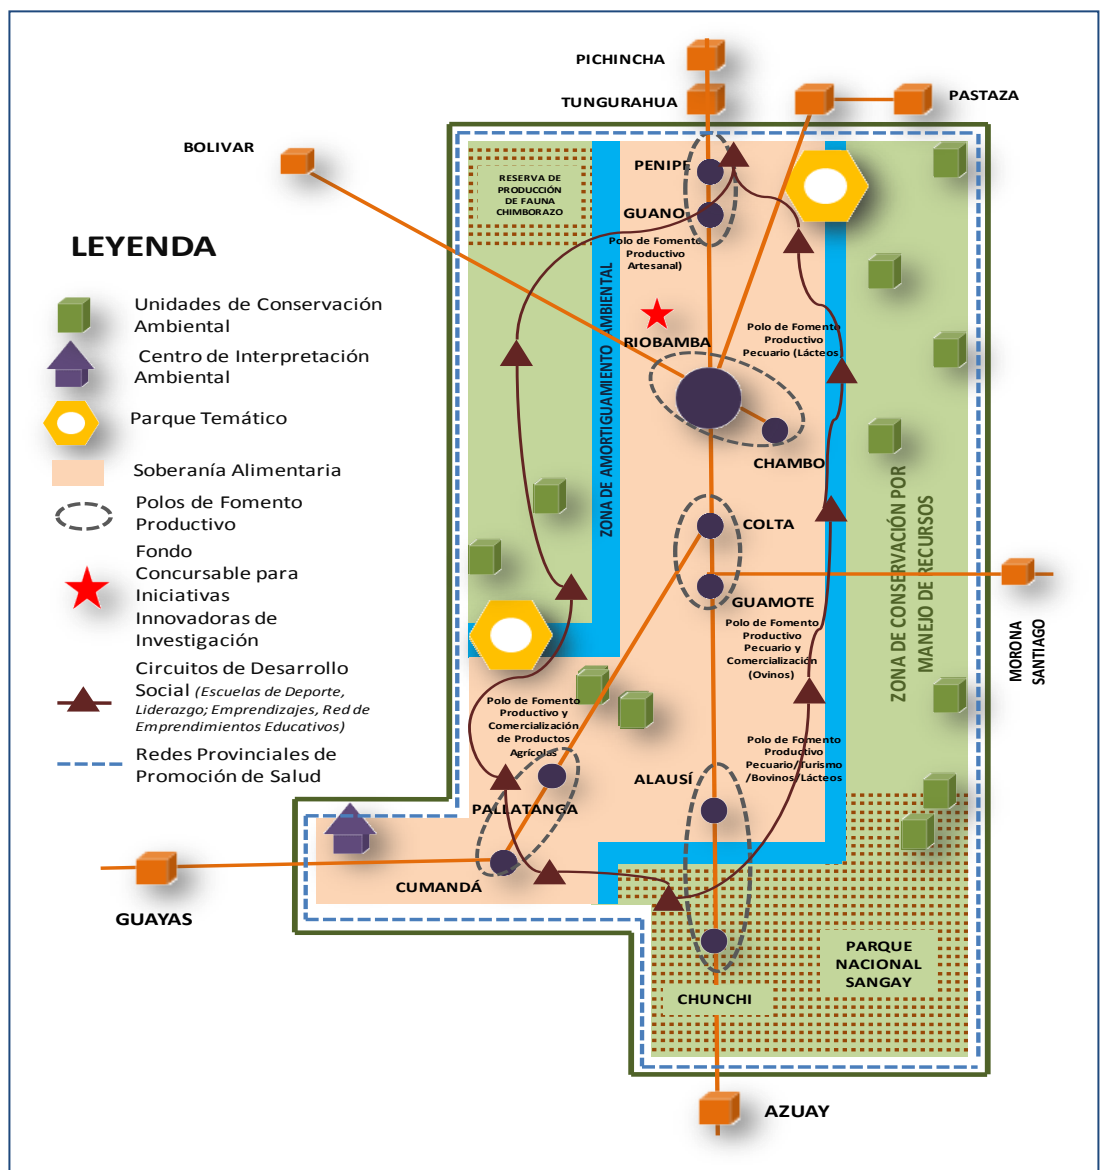 PICHINCHA
TUNGURAHUA
PASTAZA
BOLIVAR
LEYENDA
Unidades de Conservación
Ambiental
Centro de Interpretación
Ambiental
Parque Temático
Soberanía Alimentaria
Polos de Fomento
Productivo
Fondo
Concursable para
Iniciativas
Innovadoras de
Investigación
Circuitos de Desarrollo
Social (Escuelas de Deporte,
Liderazgo; Emprendizajes, Red de
Emprendimientos Educativos)
Redes Provinciales de
Promoción de Salud
RESERVA DE
PRODUCCIÓN
DE FAUNA
CHIMBORAZO
PENIPE
GUANO
Polo de Fomento
Productivo
Artesanal)
ZONA DE AMORTIGUAMIENTO AMBIENTAL
RIOBAMBA
Polo de Fomento
Productivo
Pecuario (Lácteos)
CHAMBO
COLTA
GUAMOTE
Polo de Fomento
Productivo
Pecuario y
Comercialización
(Ovinos)
ZONA DE CONSERVACIÓN POR
MANEJO DE RECURSOS
MORONA
SANTIAGO
Polo de Fomento
Productivo y
Comercialización
de Productos
Agrícolas
Polo de Fomento
Productivo
Pecuario/Turismo
/Bovinos/Lácteos
ALAUSÍ
PALLATANGA
CUMANDÁ
GUAYAS
PARQUE
NACIONAL
SANGAY
CHUNCHI
AZUAY